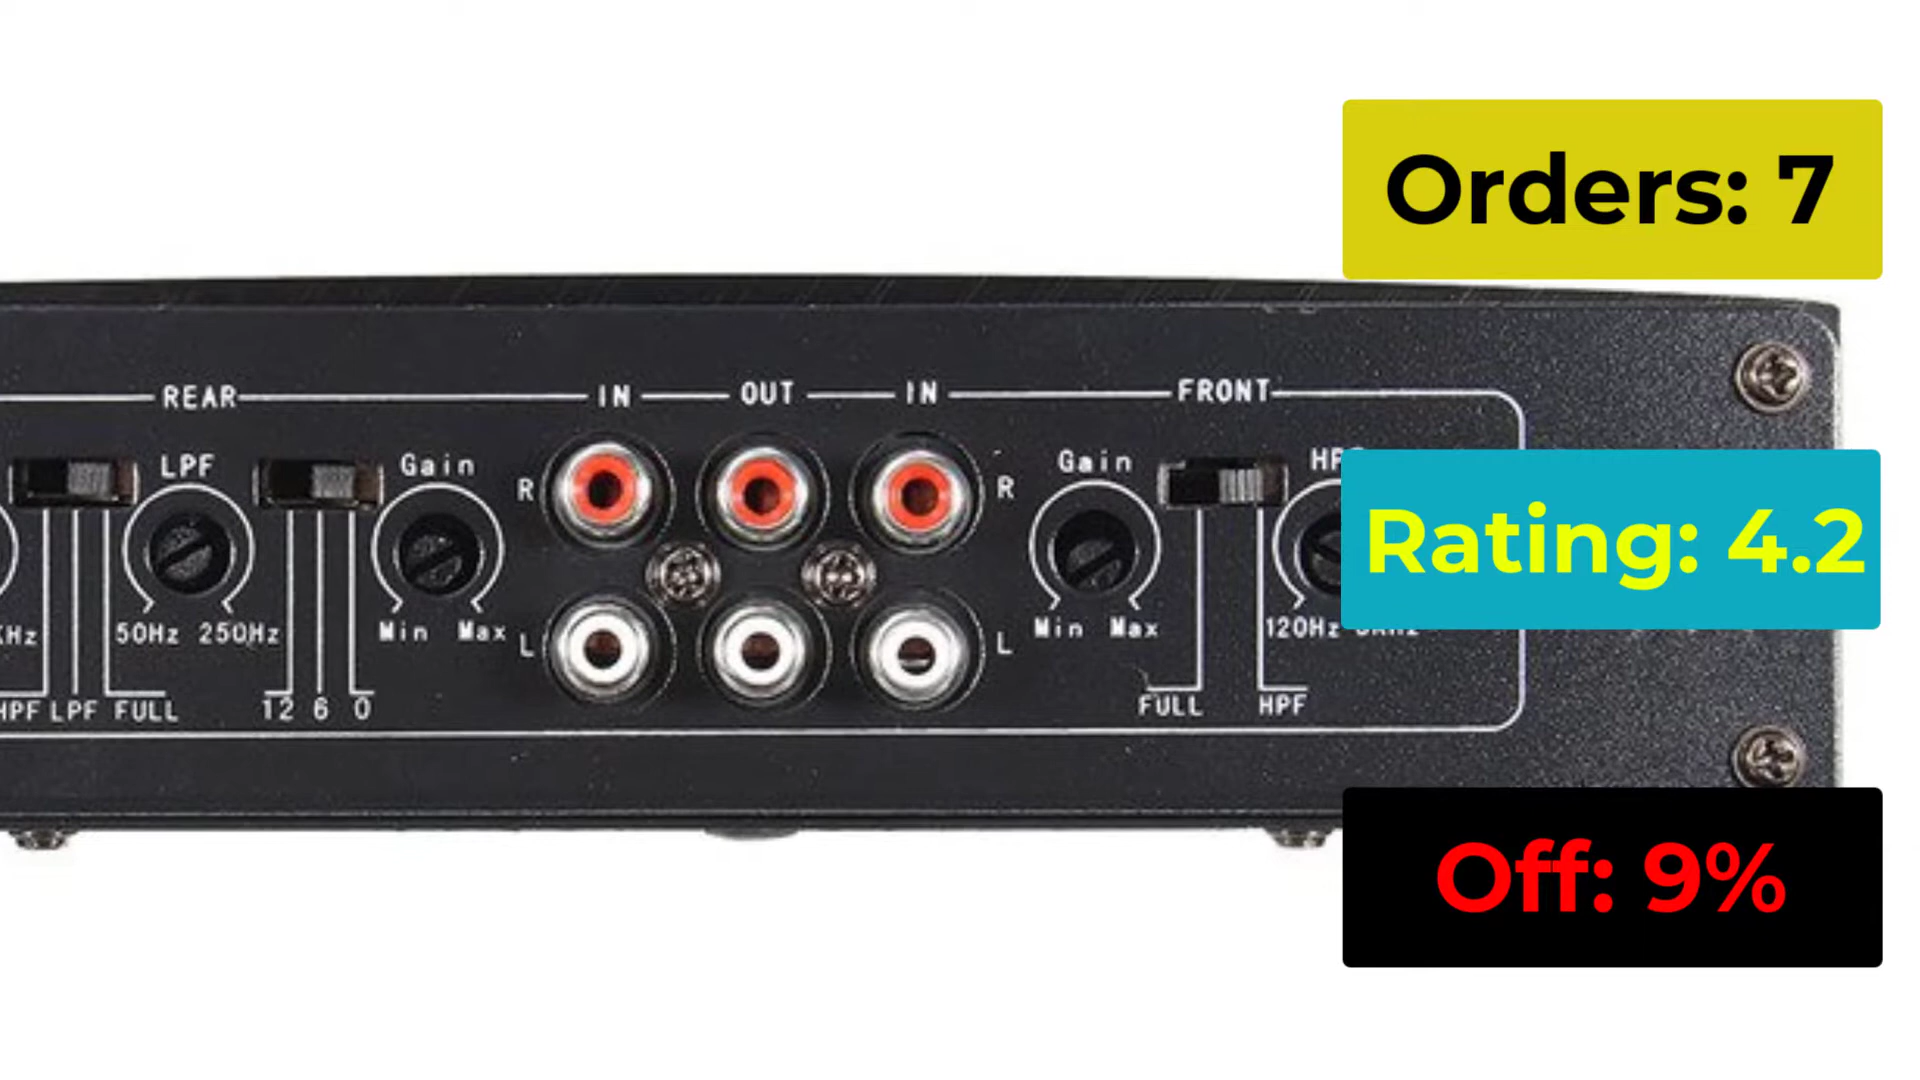 Orders: 7
REAR IN OUT IN FRONT
LPF Gain Gain
R R
Rating: 4.2
50Hz 250Hz Min Max L L Min Max 120Hz
HPF LPF FULL 12 6 0 FULL HPF
Off: 9%